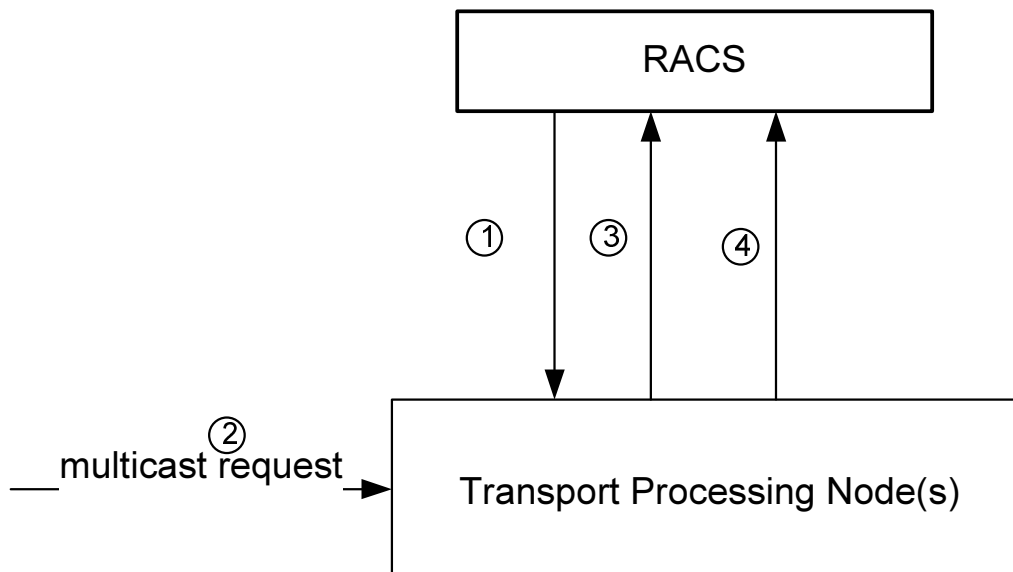 RACS
1
3
4
2
multicast request
Transport Processing Node(s)